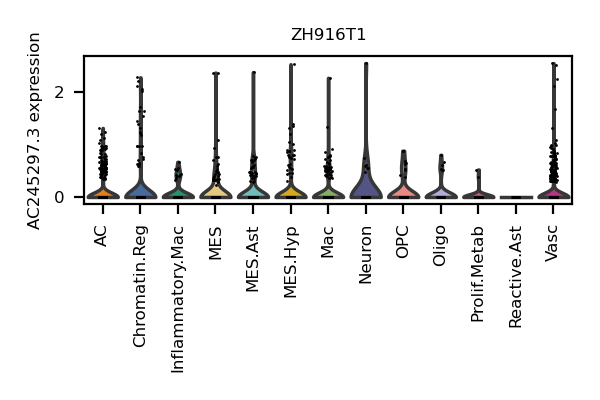 ZH916T1
AC245297.3 expression
2
0
AC
Chromatin.Reg
Inflammatory.Mac
MES
MES.Ast
MES.Hyp
Mac
Neuron
OPC
Oligo
Prolif.Metab
Reactive.Ast
Vasc